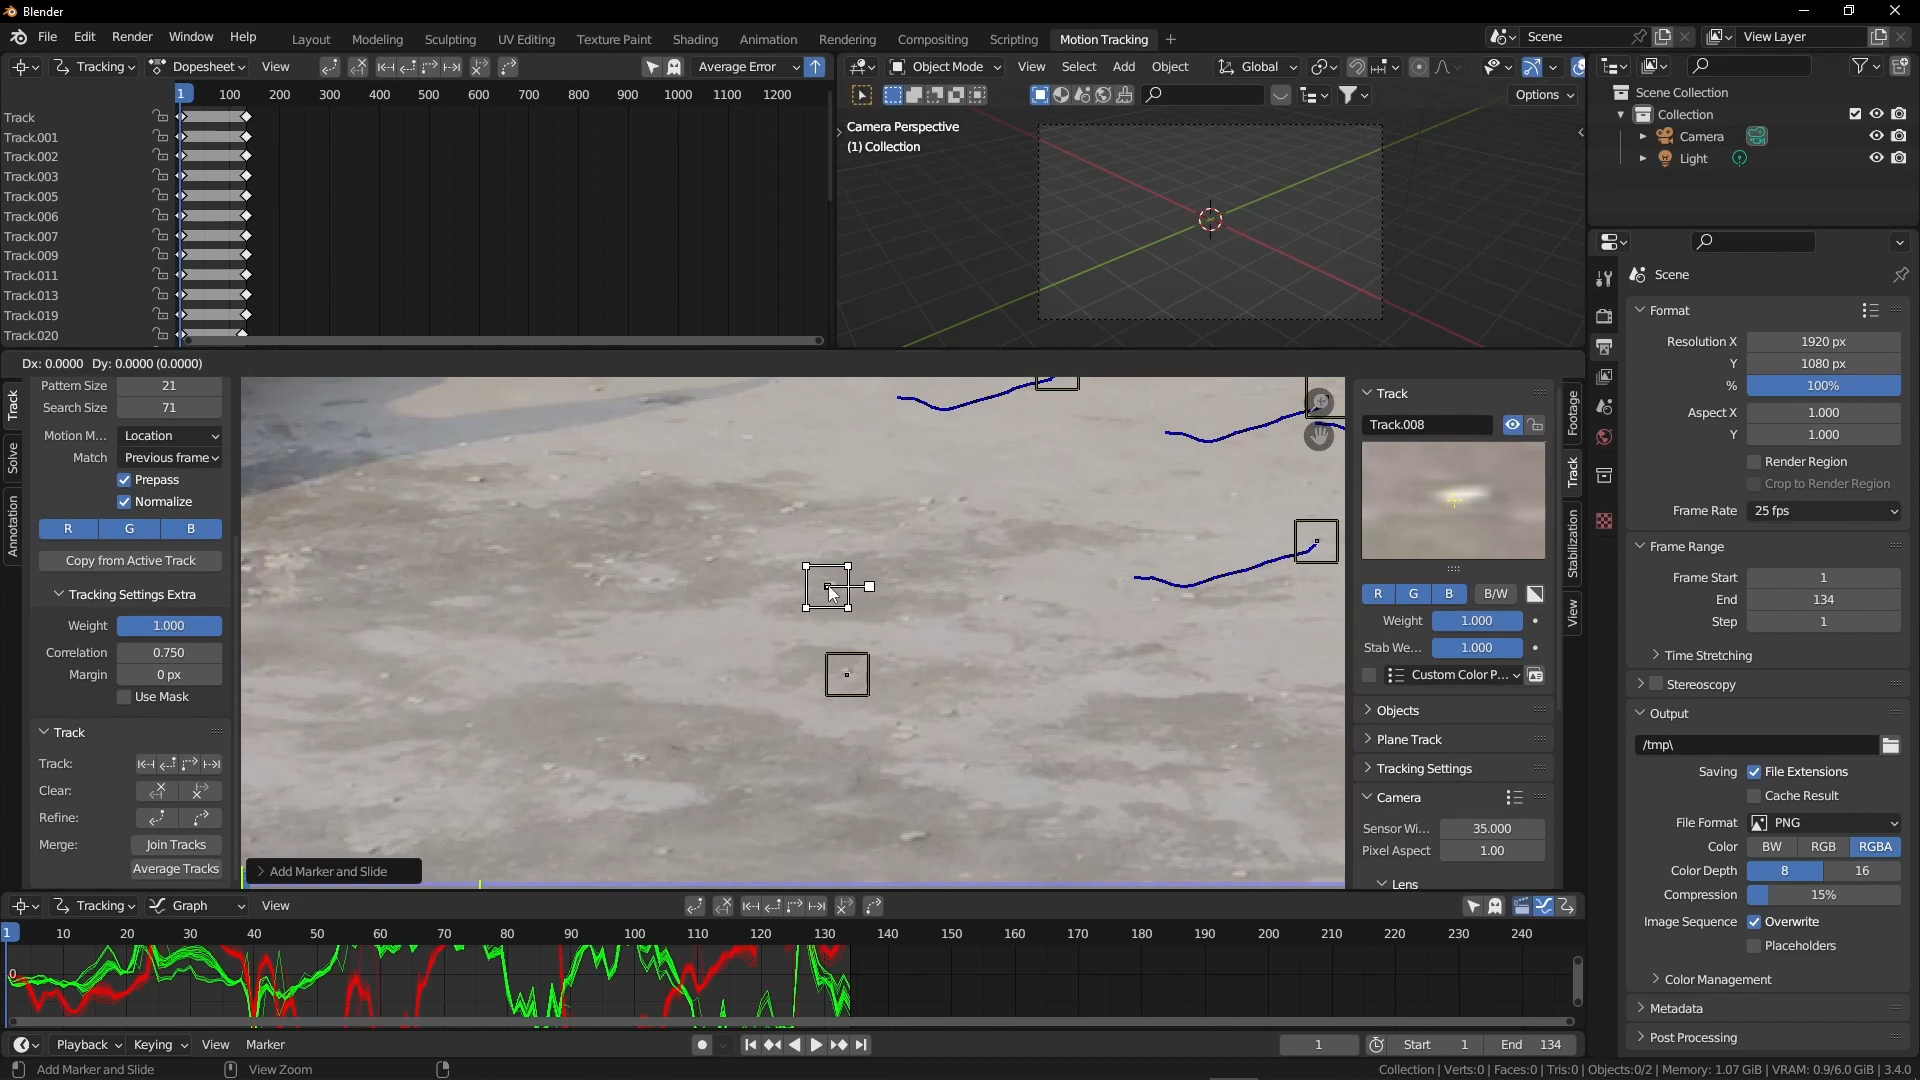 Blender
File Edit Render Window Help
Layout Modeling Sculpting UV Editing Texture Paint Shading Animation Rendering Compositing Scripting Motion Tracking +
Scene
View Layer
Tracking Dopesheet View
Average Error
Object Mode View Select Add Object Global
Options
1 100 200 300 400 500 600 700 800 900 1000 1100 1200
Track
Track.001
Track.002
Track.003
Track.005
Track.006
Track.007
Track.009
Track.011
Track.013
Track.019
Track.020
Camera Perspective
(1) Collection
Scene Collection
Collection
Camera
Light
Dx: 0.0000 Dy: 0.0000 (0.0000)
Track
Solve
Annotation
Pattern Size 21
Search Size 71
Motion M... Location
Match Previous frame
Prepass
Normalize
R G B
Copy from Active Track
Tracking Settings Extra
Weight 1.000
Correlation 0.750
Margin 0 px
Use Mask
Track
Track:
Clear:
Refine:
Merge: Join Tracks
Average Tracks
Add Marker and Slide
Track
Track.008
R G B B/W
Weight 1.000
Stab We... 1.000
Custom Color P...
Objects
Plane Track
Tracking Settings
Camera
Sensor Wi... 35.000
Pixel Aspect 1.00
Lens
Footage
Track
Stabilization
View
Scene
Format
Resolution X 1920 px
Y 1080 px
% 100%
Aspect X 1.000
Y 1.000
Render Region
Crop to Render Region
Frame Rate 25 fps
Frame Range
Frame Start 1
End 134
Step 1
Time Stretching
Stereoscopy
Output
/tmp\
Saving File Extensions
Cache Result
File Format PNG
Color BW RGB RGBA
Color Depth 8 16
Compression 15%
Image Sequence Overwrite
Placeholders
Color Management
Metadata
Post Processing
Tracking Graph View
1 10 20 30 40 50 60 70 80 90 100 110 120 130 140 150 160 170 180 190 200 210 220 230 240
0
Playback Keying View Marker
1 Start 1 End 134
Add Marker and Slide View Zoom
Collection | Verts:0 | Faces:0 | Tris:0 | Objects:0/2 | Memory: 1.07 GiB | VRAM: 0.9/6.0 GiB | 3.4.0